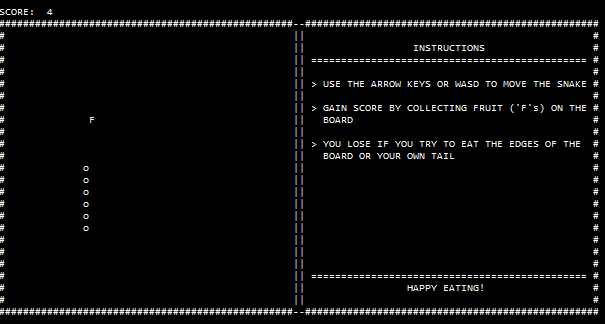 SCORE: 4
INSTRUCTIONS
> USE THE ARROW KEYS OR WASD TO MOVE THE SNAKE
> GAIN SCORE BY COLLECTING FRUIT ('F's) ON THE
BOARD
F
> YOU LOSE IF YOU TRY TO EAT THE EDGES OF THE
BOARD OR YOUR OWN TAIL
o
o
o
o
o
o
HAPPY EATING!